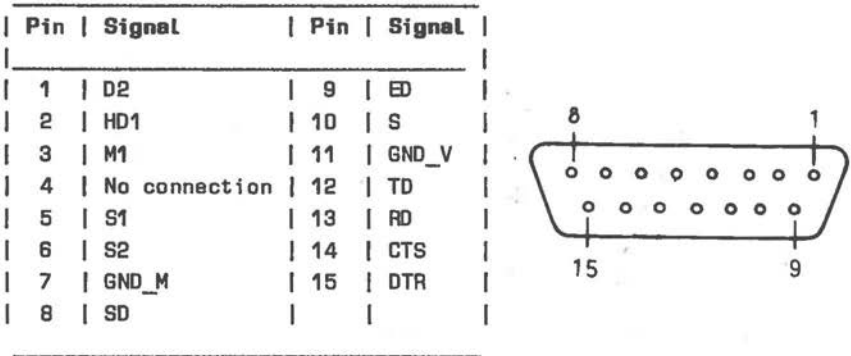 | Pin | Signal | Pin | Signal |
| 1 | D2 | 9 | ED |
| 2 | HD1 | 10 | S |
| 3 | M1 | 11 | GND_V |
| 4 | No connection | 12 | TD |
| 5 | S1 | 13 | RD |
| 6 | S2 | 14 | CTS |
| 7 | GND_M | 15 | DTR |
| 8 | SD | | |
8 1
15 9